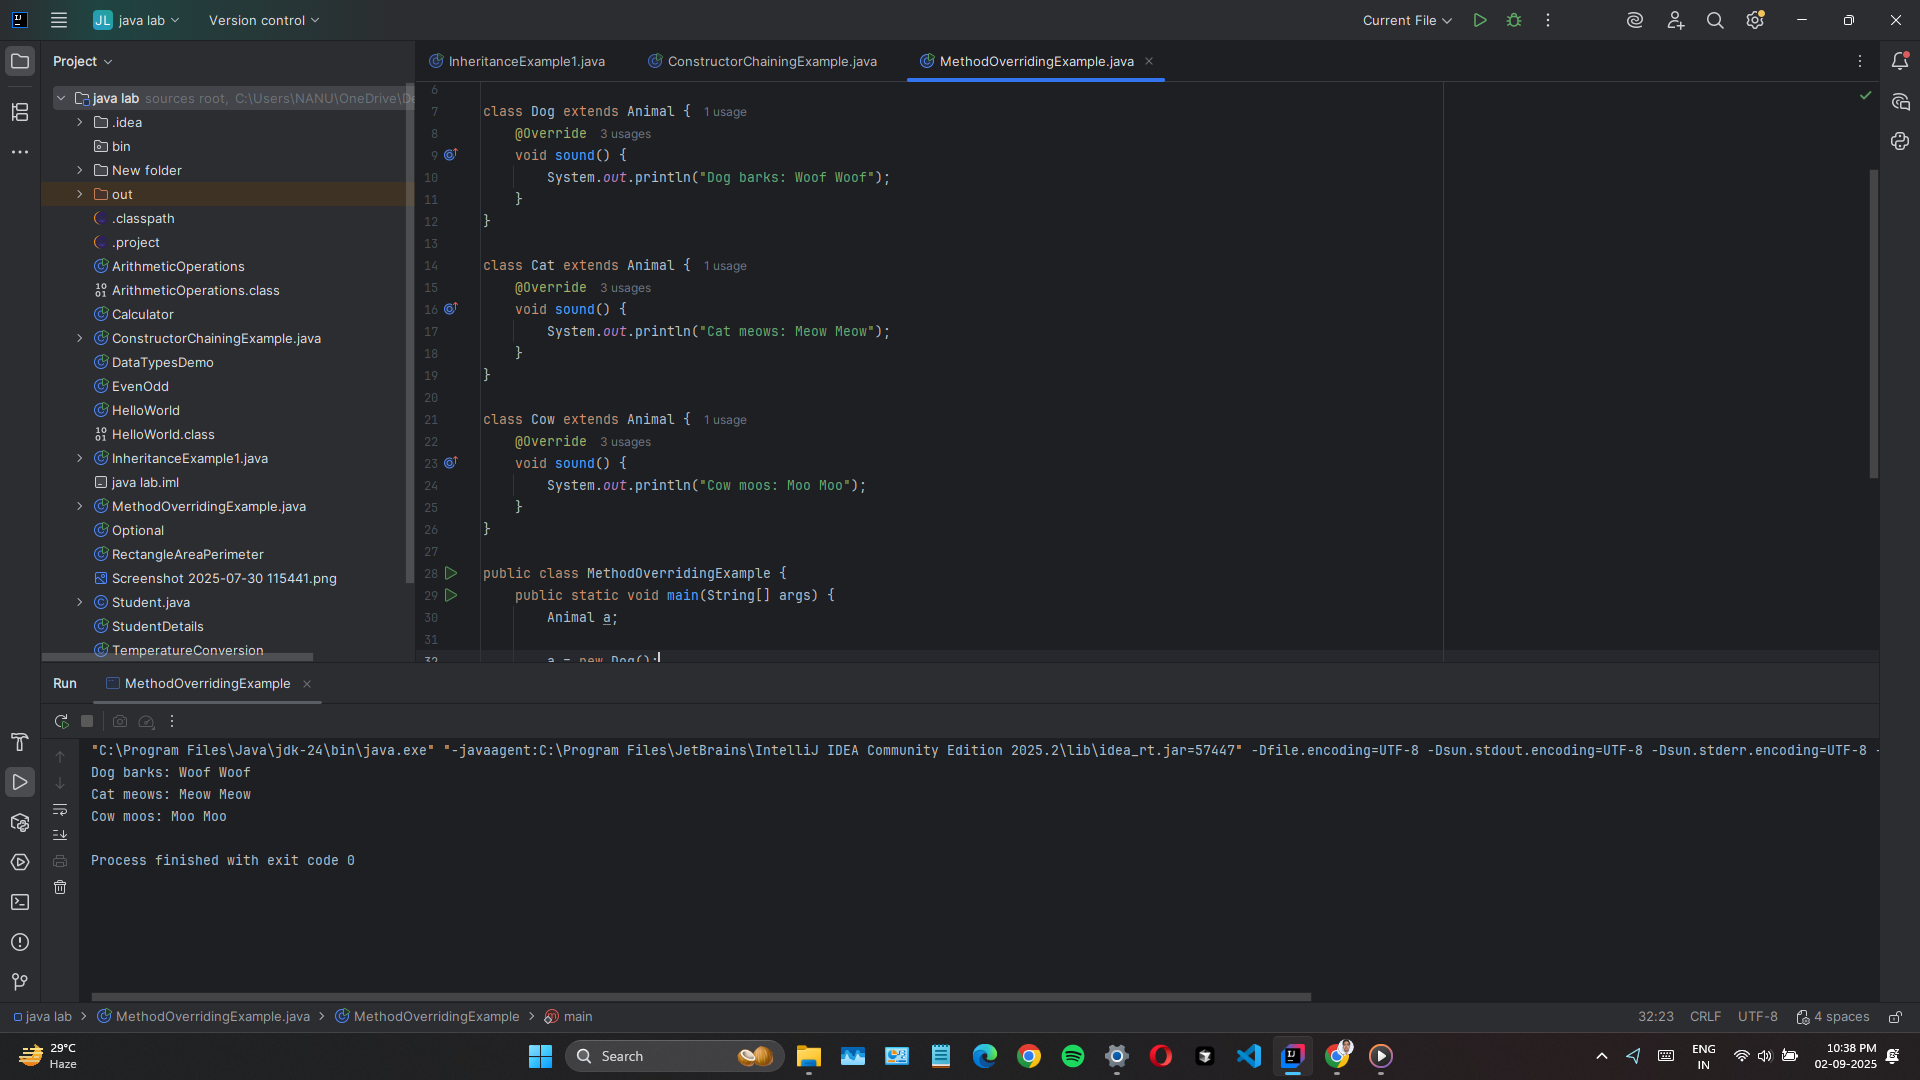 JL java lab Version control Current File
Project
InheritanceExample1.java ConstructorChainingExample.java MethodOverridingExample.java
java lab sources root, C:\Users\NANU\OneDrive\De
.idea
bin
New folder
out
.classpath
.project
ArithmeticOperations
ArithmeticOperations.class
Calculator
ConstructorChainingExample.java
DataTypesDemo
EvenOdd
HelloWorld
HelloWorld.class
InheritanceExample1.java
java lab.iml
MethodOverridingExample.java
Optional
RectangleAreaPerimeter
Screenshot 2025-07-30 115441.png
Student.java
StudentDetails
TemperatureConversion
6
7 class Dog extends Animal { 1 usage
8 @Override 3 usages
9 void sound() {
10 System.out.println("Dog barks: Woof Woof");
11 }
12 }
13
14 class Cat extends Animal { 1 usage
15 @Override 3 usages
16 void sound() {
17 System.out.println("Cat meows: Meow Meow");
18 }
19 }
20
21 class Cow extends Animal { 1 usage
22 @Override 3 usages
23 void sound() {
24 System.out.println("Cow moos: Moo Moo");
25 }
26 }
27
28 public class MethodOverridingExample {
29 public static void main(String[] args) {
30 Animal a;
31
32 a = new Dog();
Run MethodOverridingExample
"C:\Program Files\Java\jdk-24\bin\java.exe" "-javaagent:C:\Program Files\JetBrains\IntelliJ IDEA Community Edition 2025.2\lib\idea_rt.jar=57447" -Dfile.encoding=UTF-8 -Dsun.stdout.encoding=UTF-8 -Dsun.stderr.encoding=UTF-8 -
Dog barks: Woof Woof
Cat meows: Meow Meow
Cow moos: Moo Moo
Process finished with exit code 0
java lab MethodOverridingExample.java MethodOverridingExample main 32:23 CRLF UTF-8 4 spaces
29°C
Haze
Search
ENG
IN
10:38 PM
02-09-2025